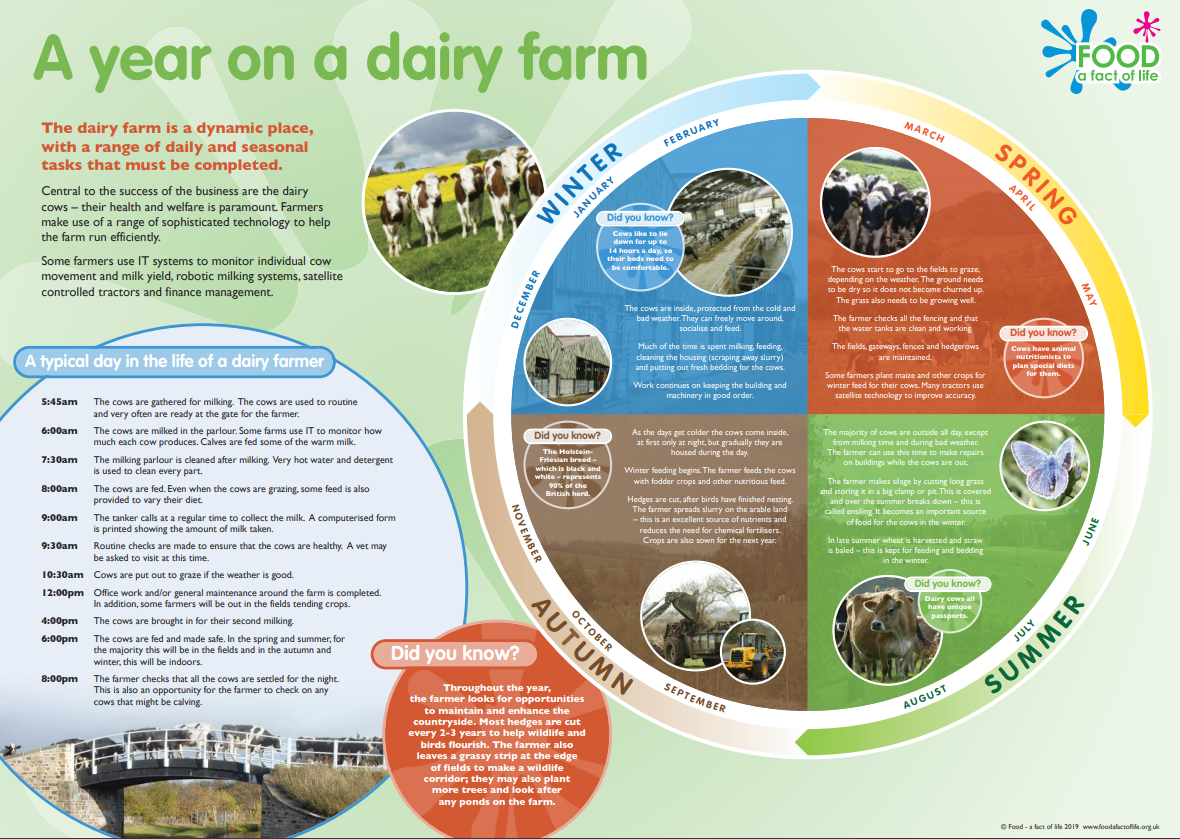 A year on a dairy farm
FOOD
a fact of life
The dairy farm is a dynamic place,
with a range of daily and seasonal
tasks that must be completed.
Central to the success of the business are the dairy
cows – their health and welfare is paramount. Farmers
make use of a range of sophisticated technology to help
the farm run efficiently.
Some farmers use IT systems to monitor individual cow
movement and milk yield, robotic milking systems, satellite
controlled tractors and finance management.
A typical day in the life of a dairy farmer
5:45am The cows are gathered for milking. The cows are used to routine
and very often are ready at the gate for the farmer.
6:00am The cows are milked in the parlour. Some farms use IT to monitor how
much each cow produces. Calves are fed some of the warm milk.
7:30am The milking parlour is cleaned after milking. Very hot water and detergent
is used to clean every part.
8:00am The cows are fed. Even when the cows are grazing, some feed is also
provided to vary their diet.
9:00am The tanker calls at a regular time to collect the milk. A computerised form
is printed showing the amount of milk taken.
9:30am Routine checks are made to ensure that the cows are healthy. A vet may
be asked to visit at this time.
10:30am Cows are put out to graze if the weather is good.
12:00pm Office work and/or general maintenance around the farm is completed.
In addition, some farmers will be out in the fields tending crops.
4:00pm The cows are brought in for their second milking.
6:00pm The cows are fed and made safe. In the spring and summer, for
the majority this will be in the fields and in the autumn and
winter, this will be indoors.
8:00pm The farmer checks that all the cows are settled for the night.
This is also an opportunity for the farmer to check on any
cows that might be calving.
Did you know?
Throughout the year,
the farmer looks for opportunities
to maintain and enhance the
countryside. Most hedges are cut
every 2-3 years to help wildlife and
birds flourish. The farmer also
leaves a grassy strip at the edge
of fields to make a wildlife
corridor; they may also plant
more trees and look after
any ponds on the farm.
WINTER
DECEMBER
JANUARY
FEBRUARY
Did you know?
Cows like to lie
down for up to
14 hours a day, so
their beds need to
be comfortable.
The cows are inside, protected from the cold and
bad weather. They can freely move around,
socialise and feed.
Much of the time is spent milking, feeding,
cleaning the housing (scraping away slurry)
and putting out fresh bedding for the cows.
Work continues on keeping the building and
machinery in good order.
SPRING
MARCH
APRIL
MAY
The cows start to go to the fields to graze,
depending on the weather. The ground needs
to be dry so it does not become churned up.
The grass also needs to be growing well.
The farmer checks all the fencing and that
the water tanks are clean and working.
The fields, gateways, fences and hedgerows
are maintained.
Some farmers plant maize and other crops for
winter feed for their cows. Many tractors use
satellite technology to improve accuracy.
Did you know?
Cows have animal
nutritionists to
plan special diets
for them.
SUMMER
JUNE
JULY
AUGUST
The majority of cows are outside all day, except
from milking time and during bad weather.
The farmer can use this time to make repairs
on buildings while the cows are out.
The farmer makes silage by cutting long grass
and storing it in a big clamp or pit. This is covered
and over the summer breaks down – this is
called ensiling. It becomes an important source
of food for the cows in the winter.
In late summer wheat is harvested and straw
is baled – this is kept for feeding and bedding
in the winter.
Did you know?
Dairy cows all
have unique
passports.
AUTUMN
SEPTEMBER
OCTOBER
NOVEMBER
Did you know?
The Holstein-
Friesian breed –
which is black and
white – represents
90% of the
British herd.
As the days get colder the cows come inside,
at first only at night, but gradually they are
housed during the day.
Winter feeding begins. The farmer feeds the cows
with fodder crops and other nutritious feed.
Hedges are cut, after birds have finished nesting.
The farmer spreads slurry on the arable land
– this is an excellent source of nutrients and
reduces the need for chemical fertilisers.
Crops are also sown for the next year.
© Food - a fact of life 2019 www.foodafactoflife.org.uk